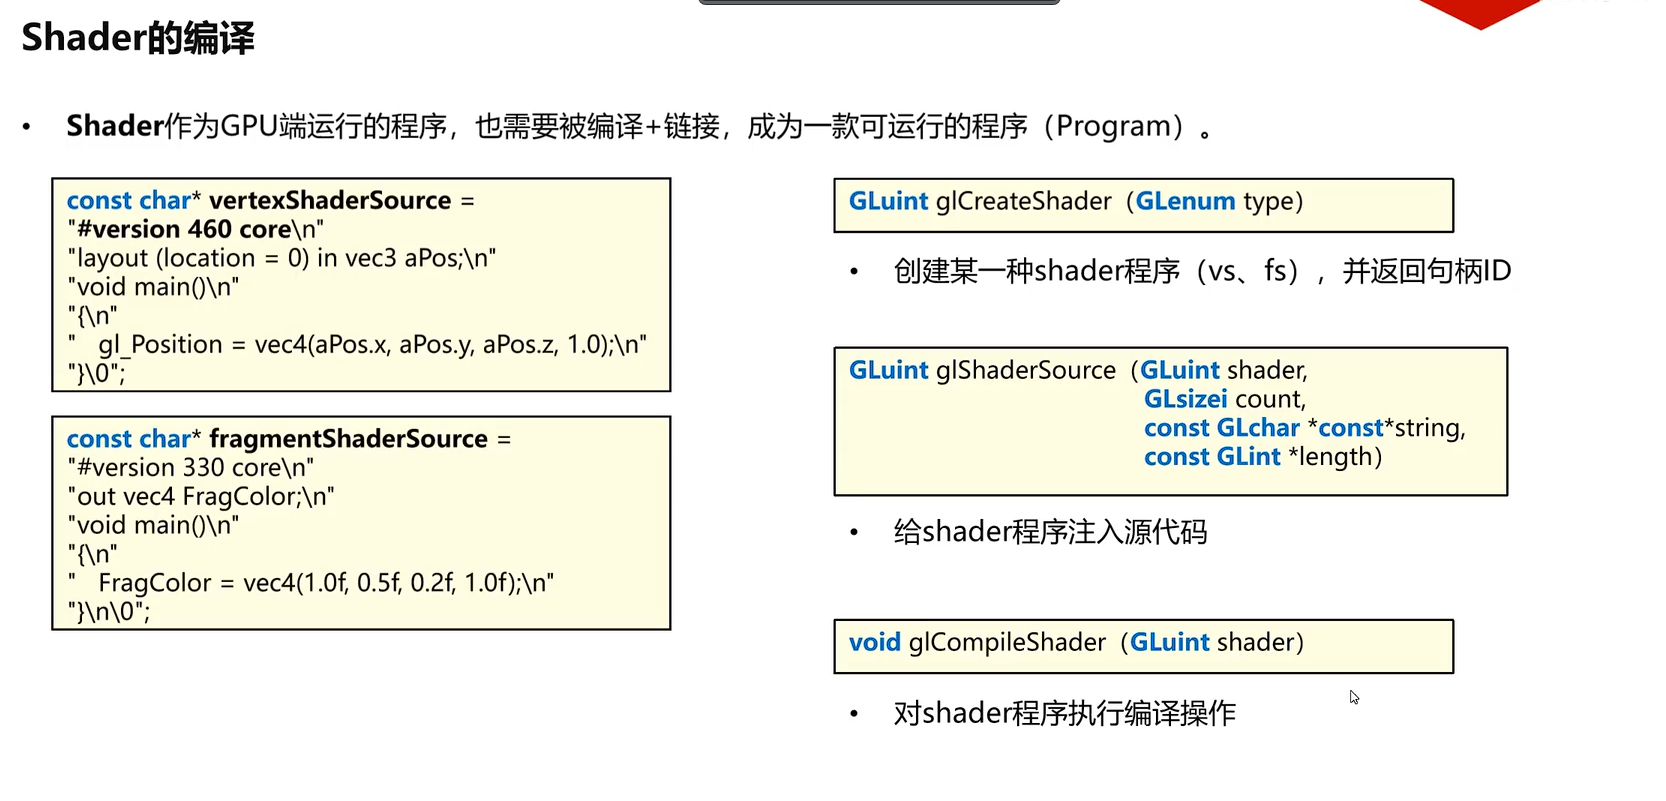 Shader的编译
• Shader作为GPU端运行的程序，也需要被编译+链接，成为一款可运行的程序（Program）。
const char* vertexShaderSource =
"#version 460 core\n"
"layout (location = 0) in vec3 aPos;\n"
"void main()\n"
"{\n"
"   gl_Position = vec4(aPos.x, aPos.y, aPos.z, 1.0);\n"
"}\0";
const char* fragmentShaderSource =
"#version 330 core\n"
"out vec4 FragColor;\n"
"void main()\n"
"{\n"
"   FragColor = vec4(1.0f, 0.5f, 0.2f, 1.0f);\n"
"}\n\0";
GLuint glCreateShader（GLenum type）
• 创建某一种shader程序（vs、fs），并返回句柄ID
GLuint glShaderSource（GLuint shader,
GLsizei count,
const GLchar *const*string,
const GLint *length）
• 给shader程序注入源代码
void glCompileShader（GLuint shader）
• 对shader程序执行编译操作